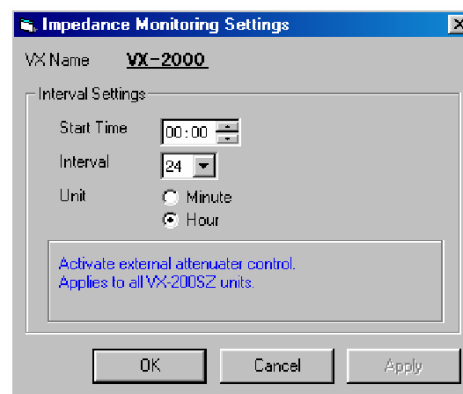 Impedance Monitoring Settings
VX Name VX-2000
Interval Settings
Start Time 00:00
Interval 24
Unit Minute
Hour
Activate external attenuater control.
Applies to all VX-200SZ units.
OK Cancel Apply